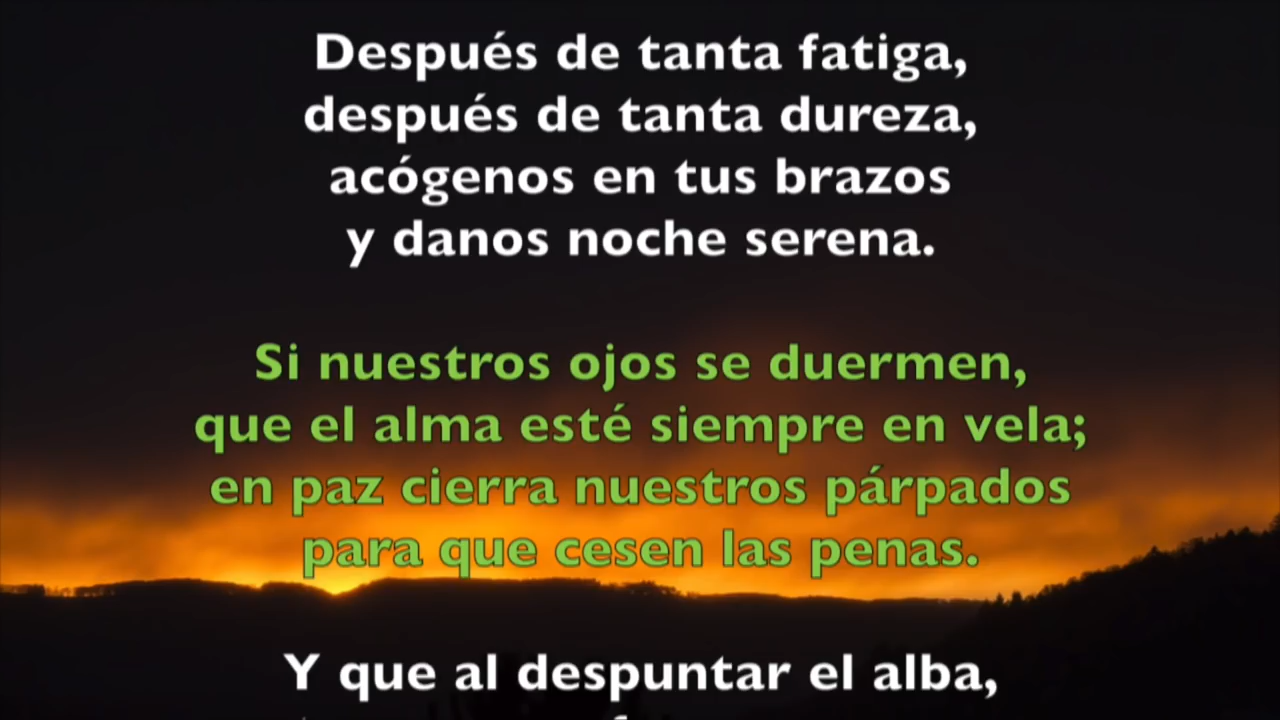 Después de tanta fatiga,
después de tanta dureza,
acógenos en tus brazos
y danos noche serena.
Si nuestros ojos se duermen,
que el alma esté siempre en vela;
en paz cierra nuestros párpados
para que cesen las penas.
Y que al despuntar el alba,